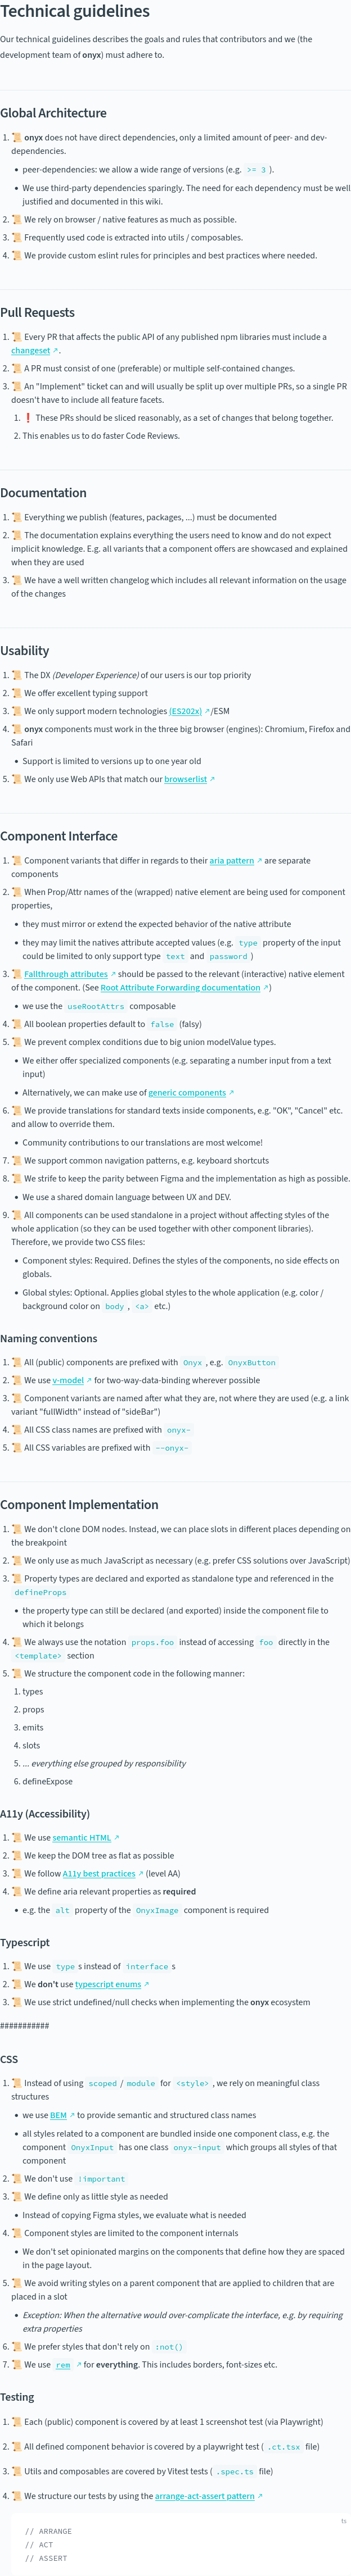 Technical guidelines
Our technical guidelines describes the goals and rules that contributors and we (the
development team of onyx) must adhere to.
Global Architecture
1. 📜 onyx does not have direct dependencies, only a limited amount of peer- and dev-
dependencies.
• peer-dependencies: we allow a wide range of versions (e.g. >= 3 ).
• We use third-party dependencies sparingly. The need for each dependency must be well
justified and documented in this wiki.
2. 📜 We rely on browser / native features as much as possible.
3. 📜 Frequently used code is extracted into utils / composables.
4. 📜 We provide custom eslint rules for principles and best practices where needed.
Pull Requests
1. 📜 Every PR that affects the public API of any published npm libraries must include a
changeset ↗.
2. 📜 A PR must consist of one (preferable) or multiple self-contained changes.
3. 📜 An "Implement" ticket can and will usually be split up over multiple PRs, so a single PR
doesn't have to include all feature facets.
1. ❗ These PRs should be sliced reasonably, as a set of changes that belong together.
2. This enables us to do faster Code Reviews.
Documentation
1. 📜 Everything we publish (features, packages, ...) must be documented
2. 📜 The documentation explains everything the users need to know and do not expect
implicit knowledge. E.g. all variants that a component offers are showcased and explained
when they are used
3. 📜 We have a well written changelog which includes all relevant information on the usage
of the changes
Usability
1. 📜 The DX (Developer Experience) of our users is our top priority
2. 📜 We offer excellent typing support
3. 📜 We only support modern technologies (ES202x) ↗/ESM
4. 📜 onyx components must work in the three big browser (engines): Chromium, Firefox and
Safari
• Support is limited to versions up to one year old
5. 📜 We only use Web APIs that match our browserlist ↗
Component Interface
1. 📜 Component variants that differ in regards to their aria pattern ↗ are separate
components
2. 📜 When Prop/Attr names of the (wrapped) native element are being used for component
properties,
• they must mirror or extend the expected behavior of the native attribute
• they may limit the natives attribute accepted values (e.g. type property of the input
could be limited to only support type text and password )
3. 📜 Fallthrough attributes ↗ should be passed to the relevant (interactive) native element
of the component. (See Root Attribute Forwarding documentation ↗)
• we use the useRootAttrs composable
4. 📜 All boolean properties default to false (falsy)
5. 📜 We prevent complex conditions due to big union modelValue types.
• We either offer specialized components (e.g. separating a number input from a text
input)
• Alternatively, we can make use of generic components ↗
6. 📜 We provide translations for standard texts inside components, e.g. "OK", "Cancel" etc.
and allow to override them.
• Community contributions to our translations are most welcome!
7. 📜 We support common navigation patterns, e.g. keyboard shortcuts
8. 📜 We strife to keep the parity between Figma and the implementation as high as possible.
• We use a shared domain language between UX and DEV.
9. 📜 All components can be used standalone in a project without affecting styles of the
whole application (so they can be used together with other component libraries).
Therefore, we provide two CSS files:
• Component styles: Required. Defines the styles of the components, no side effects on
globals.
• Global styles: Optional. Applies global styles to the whole application (e.g. color /
background color on body , <a> etc.)
Naming conventions
1. 📜 All (public) components are prefixed with Onyx , e.g. OnyxButton
2. 📜 We use v-model ↗ for two-way-data-binding wherever possible
3. 📜 Component variants are named after what they are, not where they are used (e.g. a link
variant "fullWidth" instead of "sideBar")
4. 📜 All CSS class names are prefixed with onyx-
5. 📜 All CSS variables are prefixed with --onyx-
Component Implementation
1. 📜 We don't clone DOM nodes. Instead, we can place slots in different places depending on
the breakpoint
2. 📜 We only use as much JavaScript as necessary (e.g. prefer CSS solutions over JavaScript)
3. 📜 Property types are declared and exported as standalone type and referenced in the
defineProps
• the property type can still be declared (and exported) inside the component file to
which it belongs
4. 📜 We always use the notation props.foo instead of accessing foo directly in the
<template> section
5. 📜 We structure the component code in the following manner:
1. types
2. props
3. emits
4. slots
5. ... everything else grouped by responsibility
6. defineExpose
A11y (Accessibility)
1. 📜 We use semantic HTML ↗
2. 📜 We keep the DOM tree as flat as possible
3. 📜 We follow A11y best practices ↗ (level AA)
4. 📜 We define aria relevant properties as required
• e.g. the alt property of the OnyxImage component is required
Typescript
1. 📜 We use type s instead of interface s
2. 📜 We don't use typescript enums ↗
3. 📜 We use strict undefined/null checks when implementing the onyx ecosystem
###########
CSS
1. 📜 Instead of using scoped / module for <style> , we rely on meaningful class
structures
• we use BEM ↗ to provide semantic and structured class names
• all styles related to a component are bundled inside one component class, e.g. the
component OnyxInput has one class onyx-input which groups all styles of that
component
2. 📜 We don't use !important
3. 📜 We define only as little style as needed
• Instead of copying Figma styles, we evaluate what is needed
4. 📜 Component styles are limited to the component internals
• We don't set opinionated margins on the components that define how they are spaced
in the page layout.
5. 📜 We avoid writing styles on a parent component that are applied to children that are
placed in a slot
• Exception: When the alternative would over-complicate the interface, e.g. by requiring
extra properties
6. 📜 We prefer styles that don't rely on :not()
7. 📜 We use rem ↗ for everything. This includes borders, font-sizes etc.
Testing
1. 📜 Each (public) component is covered by at least 1 screenshot test (via Playwright)
2. 📜 All defined component behavior is covered by a playwright test ( .ct.tsx file)
3. 📜 Utils and composables are covered by Vitest tests ( .spec.ts file)
4. 📜 We structure our tests by using the arrange-act-assert pattern ↗
ts
// ARRANGE
// ACT
// ASSERT